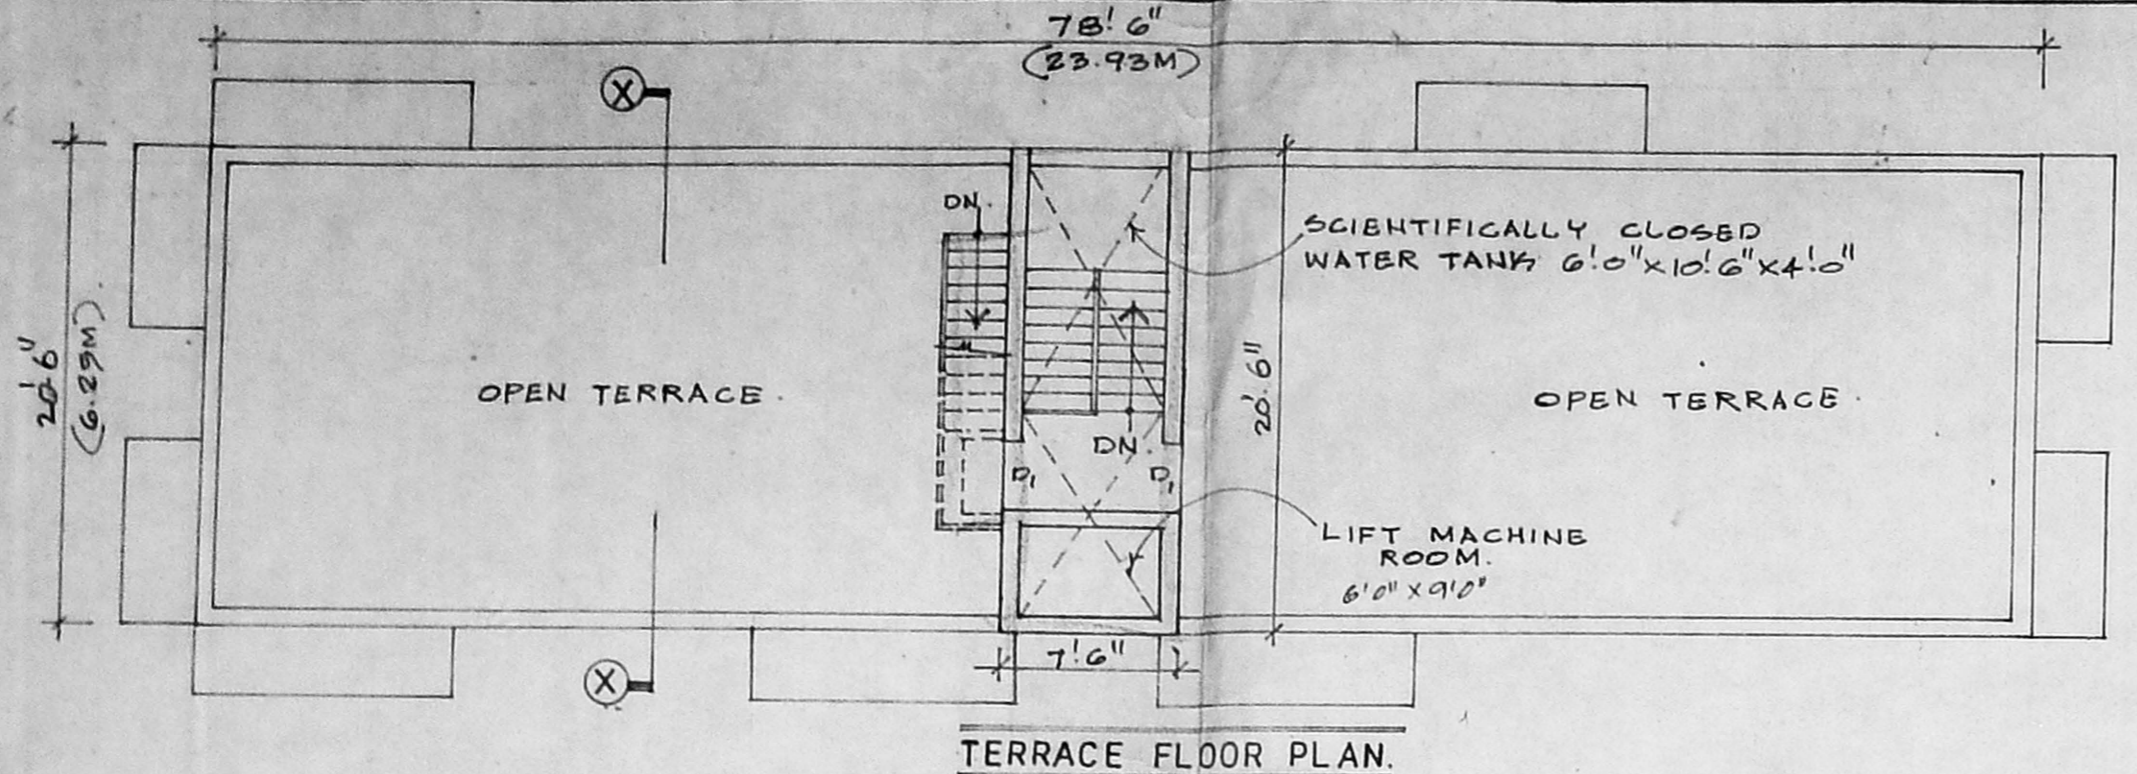 78'6"
(23.93M)
X
20'6"
(6.29M).
DN.
SCIENTIFICALLY CLOSED
WATER TANK 6'0"x10'6"x4'0"
OPEN TERRACE.
20'.6"
OPEN TERRACE.
DN.
D1
D1
LIFT MACHINE
ROOM.
6'0" x 9'0"
7'6"
X
TERRACE FLOOR PLAN.